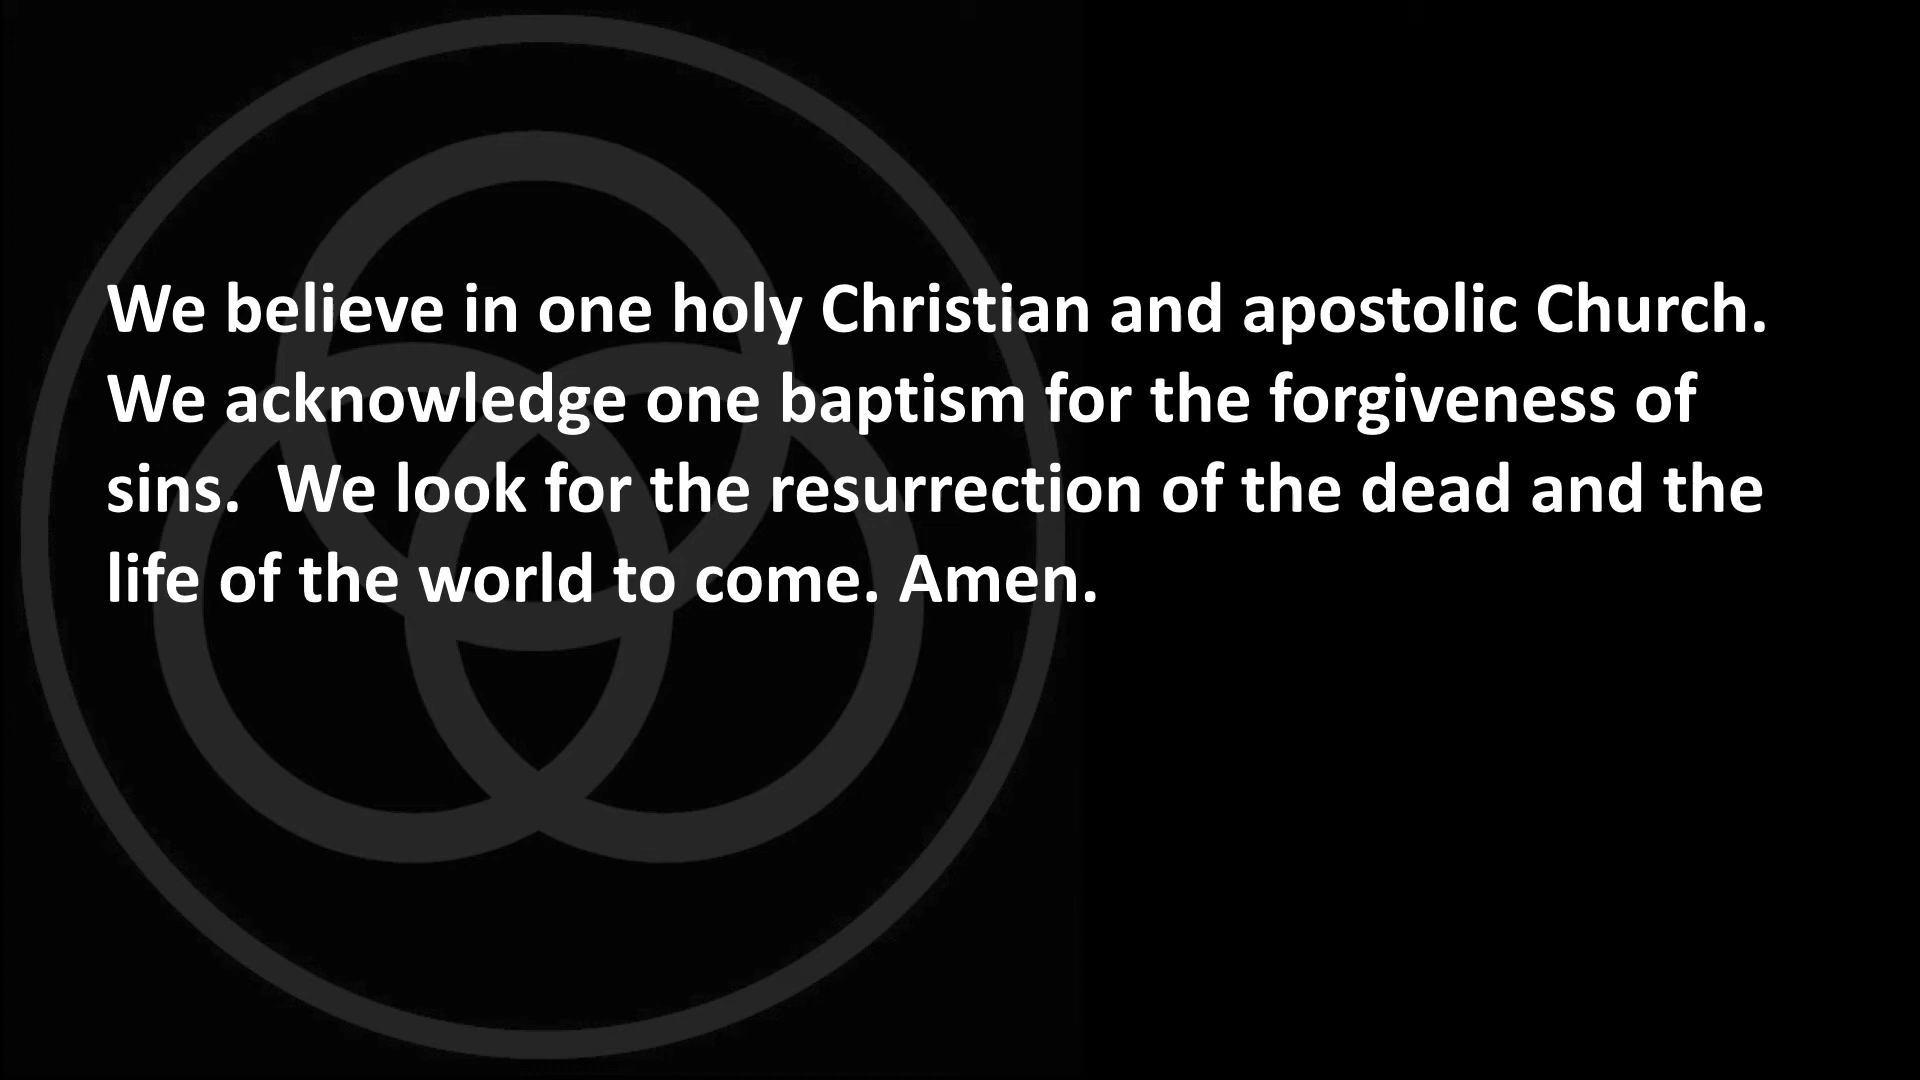 We believe in one holy Christian and apostolic Church.
We acknowledge one baptism for the forgiveness of
sins.  We look for the resurrection of the dead and the
life of the world to come. Amen.